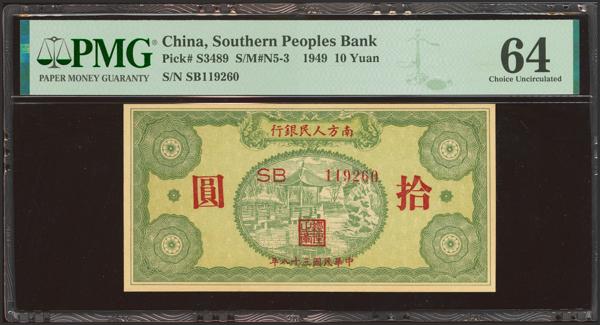 PMG
PAPER MONEY GUARANTY
China, Southern Peoples Bank
Pick# S3489 S/M#N5-3 1949 10 Yuan
S/N SB119260
64
Choice Uncirculated
南方人民銀行
SB 119260
拾圓
中華民國三十八年